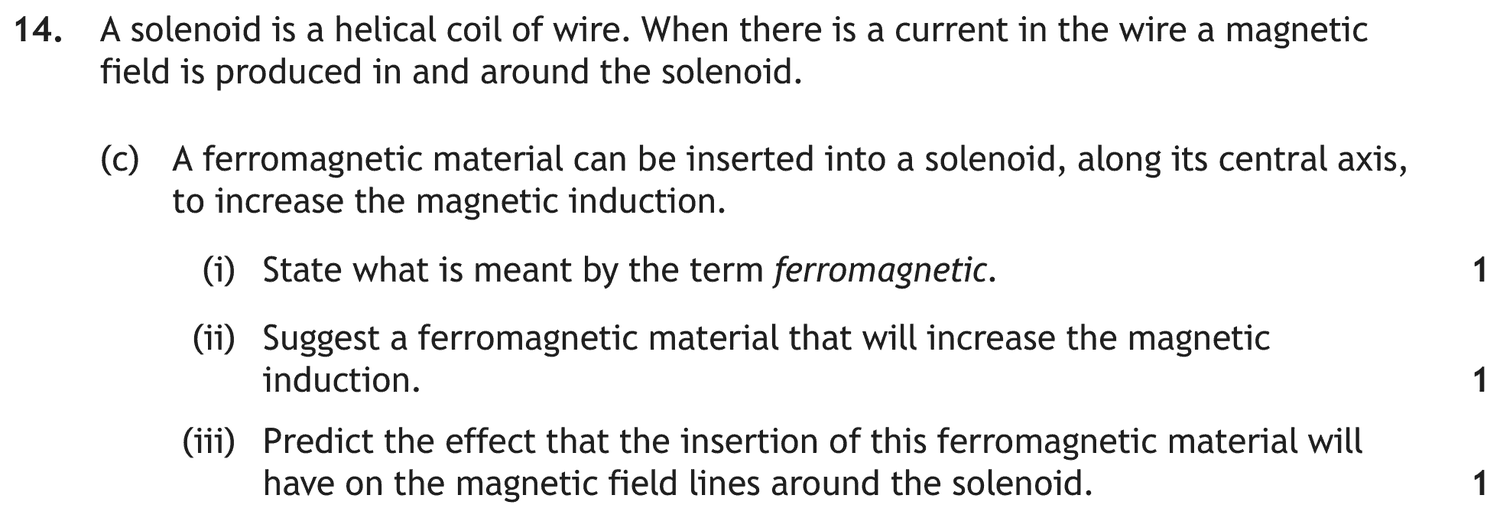 14. A solenoid is a helical coil of wire. When there is a current in the wire a magnetic
field is produced in and around the solenoid.
(c) A ferromagnetic material can be inserted into a solenoid, along its central axis,
to increase the magnetic induction.
(i) State what is meant by the term ferromagnetic. 1
(ii) Suggest a ferromagnetic material that will increase the magnetic
induction. 1
(iii) Predict the effect that the insertion of this ferromagnetic material will
have on the magnetic field lines around the solenoid. 1